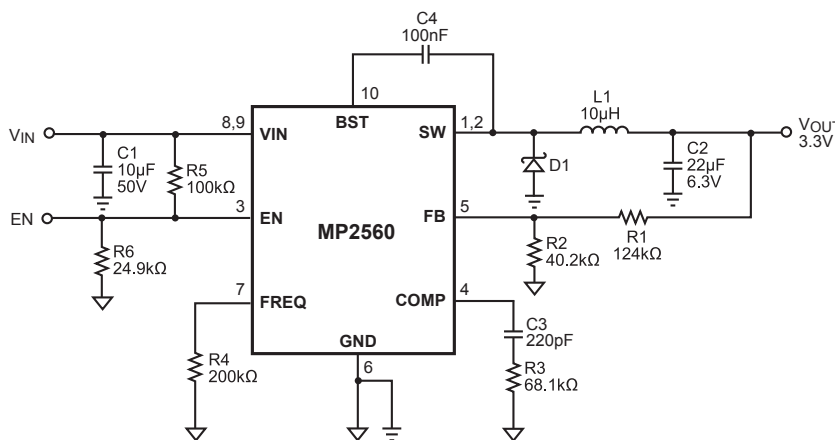 C4
100nF
10
L1
10µH
VIN
8,9
VIN
BST
SW
1,2
VOUT
3.3V
C1
10µF
50V
R5
100kΩ
D1
C2
22µF
6.3V
EN
3
EN
MP2560
FB
5
R6
24.9kΩ
R2
40.2kΩ
R1
124kΩ
7
FREQ
COMP
4
C3
220pF
GND
6
R4
200kΩ
R3
68.1kΩ